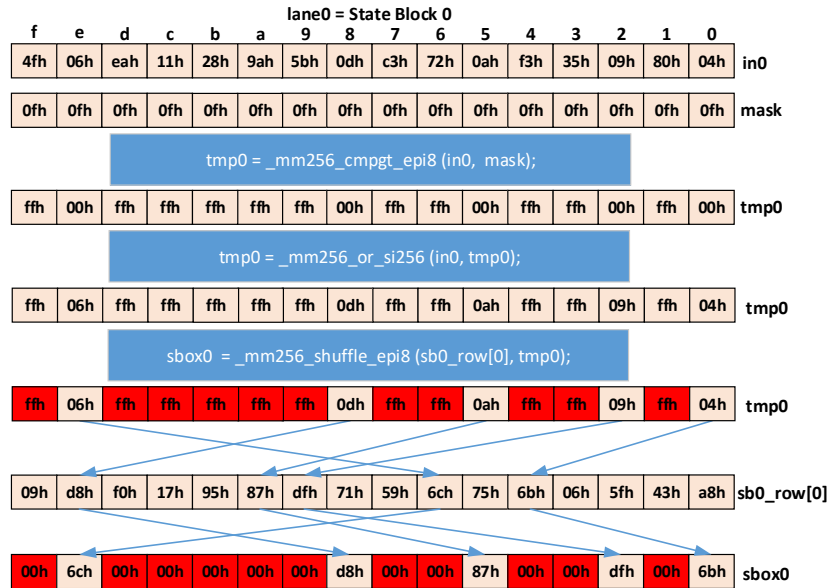 lane0 = State Block 0
f e d c b a 9 8 7 6 5 4 3 2 1 0
4fh 06h eah 11h 28h 9ah 5bh 0dh c3h 72h 0ah f3h 35h 09h 80h 04h in0
0fh 0fh 0fh 0fh 0fh 0fh 0fh 0fh 0fh 0fh 0fh 0fh 0fh 0fh 0fh 0fh mask
tmp0 = _mm256_cmpgt_epi8 (in0, mask);
ffh 00h ffh ffh ffh ffh ffh 00h ffh ffh 00h ffh ffh 00h ffh 00h tmp0
tmp0 = _mm256_or_si256 (in0, tmp0);
ffh 06h ffh ffh ffh ffh ffh 0dh ffh ffh 0ah ffh ffh 09h ffh 04h tmp0
sbox0 = _mm256_shuffle_epi8 (sb0_row[0], tmp0);
ffh 06h ffh ffh ffh ffh ffh 0dh ffh ffh 0ah ffh ffh 09h ffh 04h tmp0
09h d8h f0h 17h 95h 87h dfh 71h 59h 6ch 75h 6bh 06h 5fh 43h a8h sb0_row[0]
00h 6ch 00h 00h 00h 00h 00h d8h 00h 00h 87h 00h 00h dfh 00h 6bh sbox0